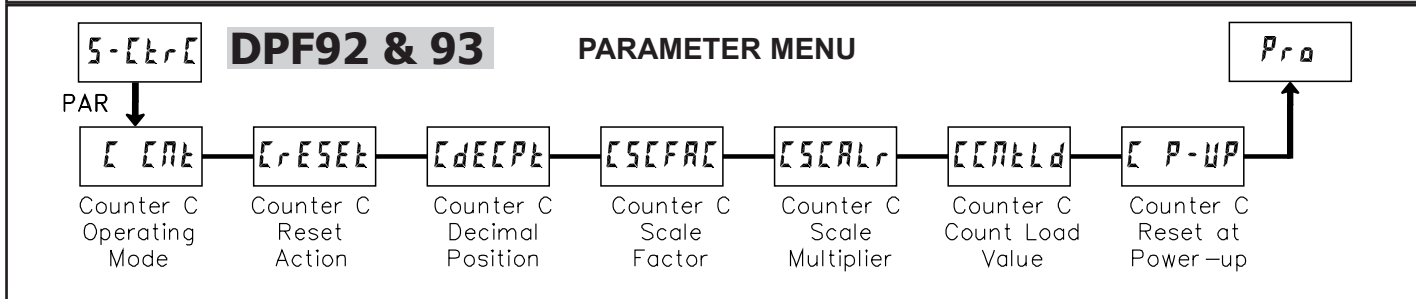 S-CtrC DPF92 & 93 PARAMETER MENU Pro
PAR
C CNt CrESEt CdECPt CSCFAC CSCALr CCNtLd C P-UP
Counter C Counter C Counter C Counter C Counter C Counter C Counter C
Operating Reset Decimal Scale Scale Count Load Reset at
Mode Action Position Factor Multiplier Value Power-up